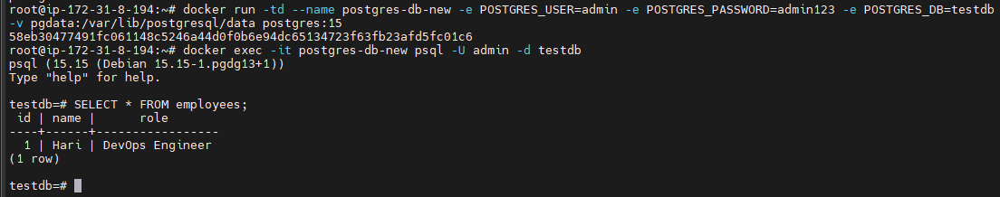 root@ip-172-31-8-194:~# docker run -td --name postgres-db-new -e POSTGRES_USER=admin -e POSTGRES_PASSWORD=admin123 -e POSTGRES_DB=testdb
-v pgdata:/var/lib/postgresql/data postgres:15
58eb30477491fc061148c5246a44d0f0b6e94dc65134723f63fb23afd5fc01c6
root@ip-172-31-8-194:~# docker exec -it postgres-db-new psql -U admin -d testdb
psql (15.15 (Debian 15.15-1.pgdg13+1))
Type "help" for help.
testdb=# SELECT * FROM employees;
 id | name |      role
----+------+-----------------
  1 | Hari | DevOps Engineer
(1 row)
testdb=#